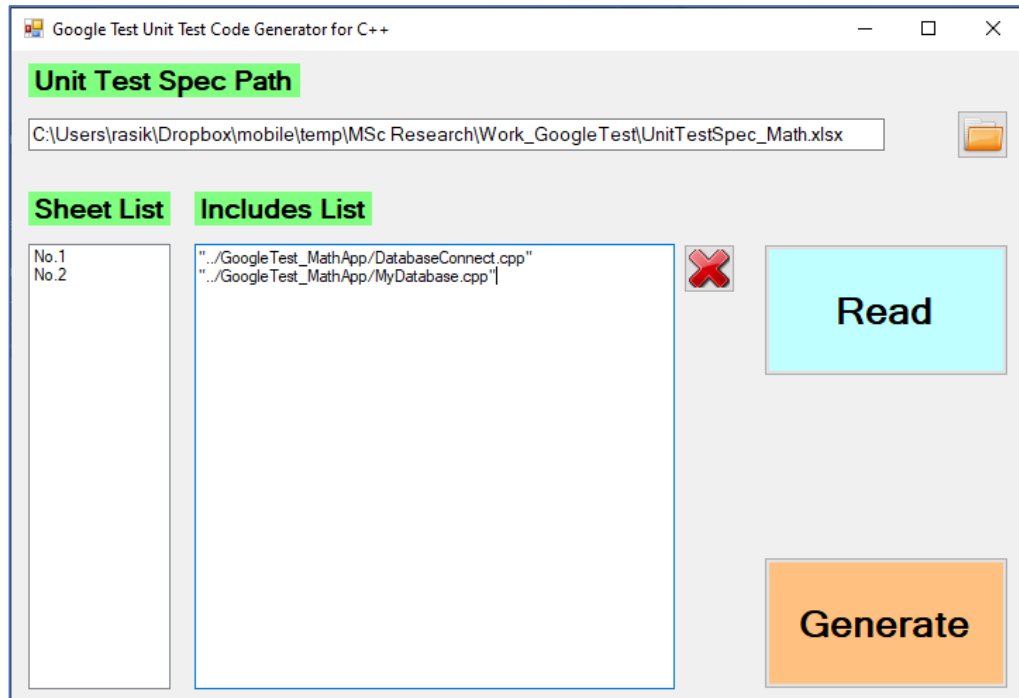 Google Test Unit Test Code Generator for C++
Unit Test Spec Path
C:\Users\rasik\Dropbox\mobile\temp\MSc Research\Work_GoogleTest\UnitTestSpec_Math.xlsx
Sheet List
Includes List
No.1
No.2
"../GoogleTest_MathApp/DatabaseConnect.cpp"
"../GoogleTest_MathApp/MyDatabase.cpp"
Read
Generate